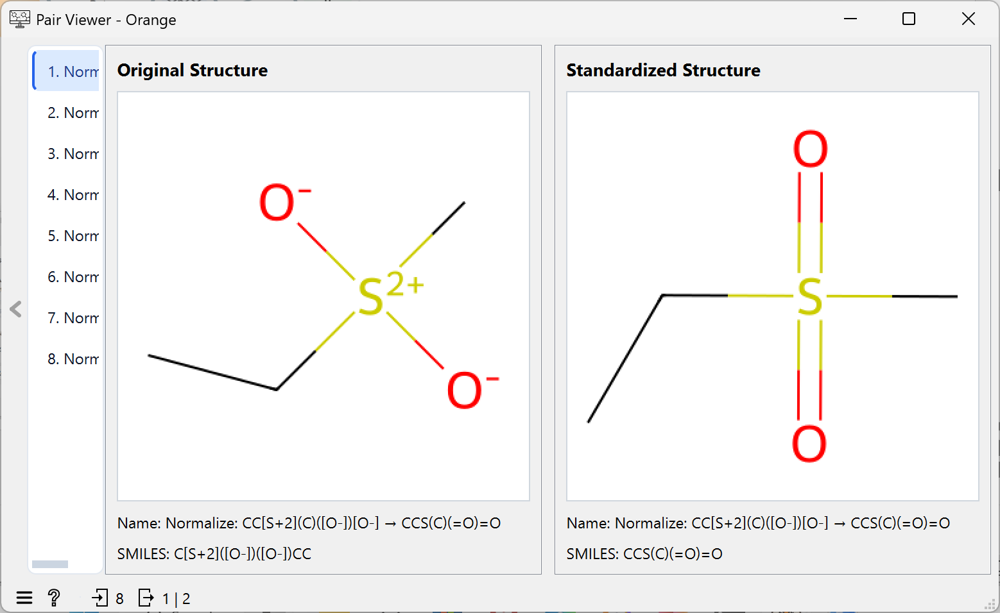 Pair Viewer - Orange
1. Norm
2. Norm
3. Norm
4. Norm
5. Norm
6. Norm
7. Norm
8. Norm
Original Structure
O⁻
S²⁺
O⁻
Name: Normalize: CC[S+2](C)([O-])[O-] → CCS(C)(=O)=O
SMILES: C[S+2]([O-])([O-])CC
Standardized Structure
O
S
O
Name: Normalize: CC[S+2](C)([O-])[O-] → CCS(C)(=O)=O
SMILES: CCS(C)(=O)=O
? 8 1 | 2